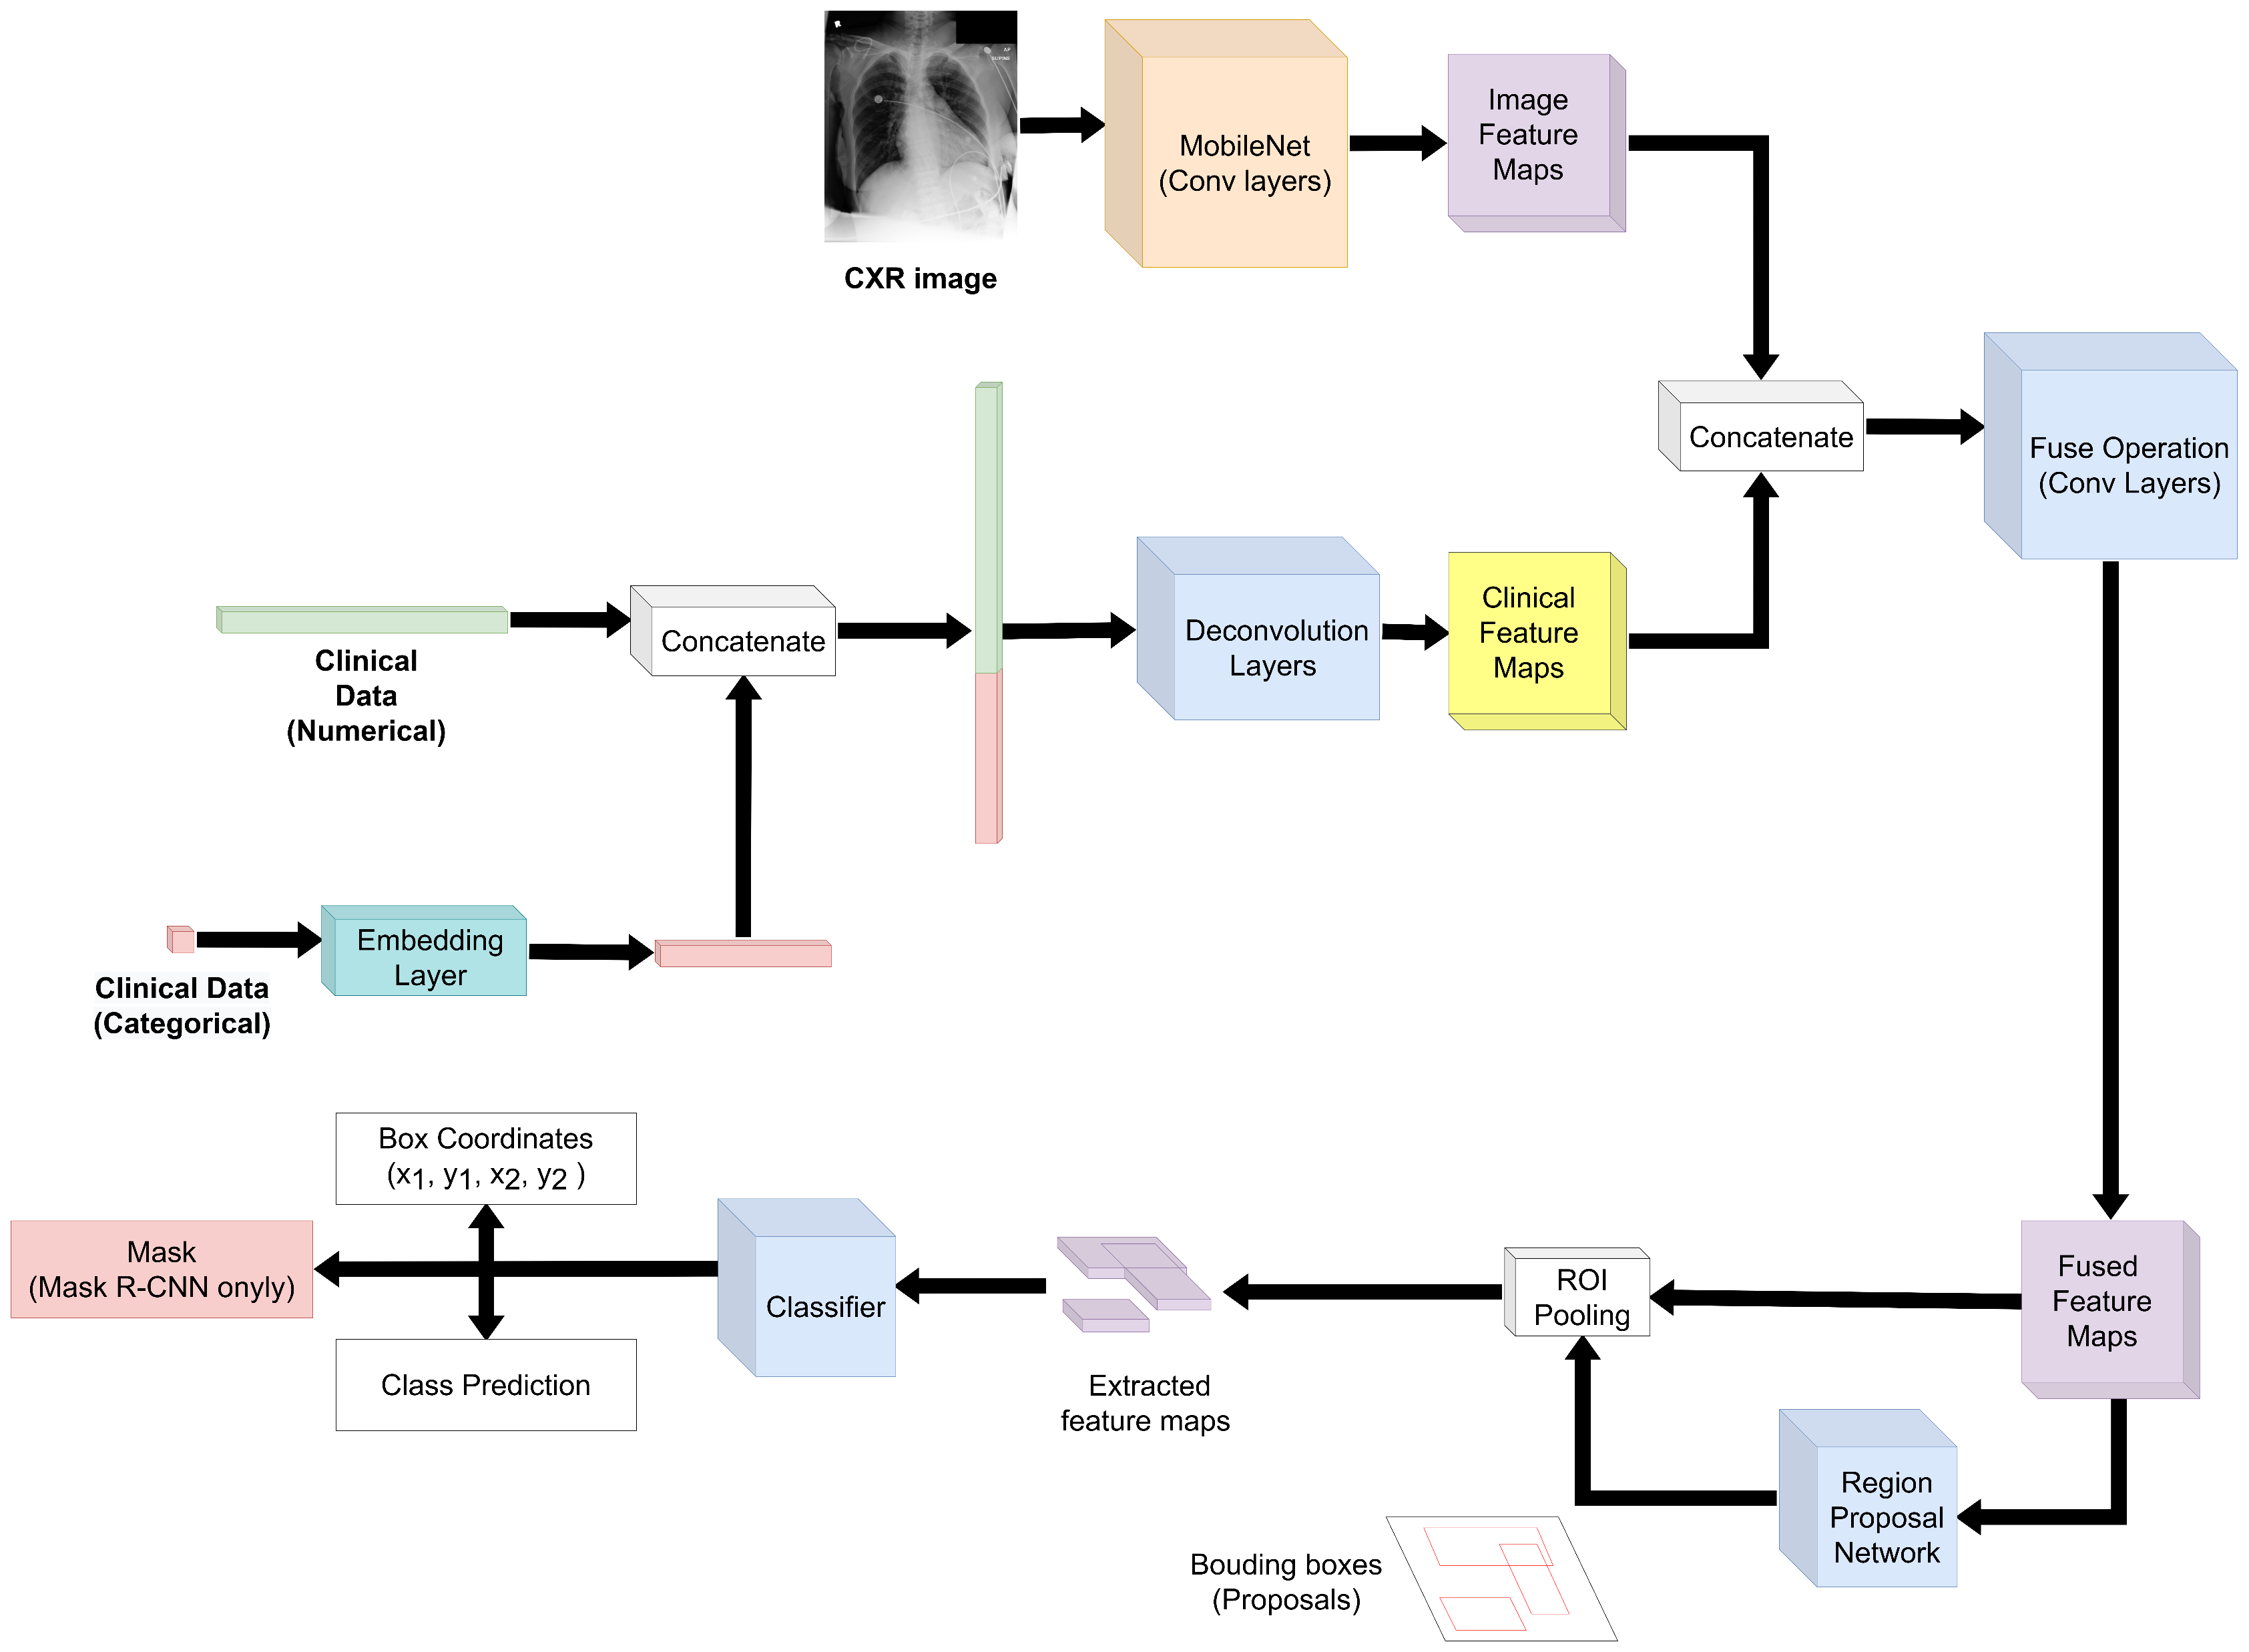 CXR image
MobileNet
(Conv layers)
Image
Feature
Maps
Concatenate
Fuse Operation
(Conv Layers)
Clinical
Data
(Numerical)
Concatenate
Deconvolution
Layers
Clinical
Feature
Maps
Clinical Data
(Categorical)
Embedding
Layer
Box Coordinates
(x1, y1, x2, y2 )
Mask
(Mask R-CNN onyly)
Class Prediction
Classifier
Extracted
feature maps
ROI
Pooling
Fused
Feature
Maps
Region
Proposal
Network
Bouding boxes
(Proposals)